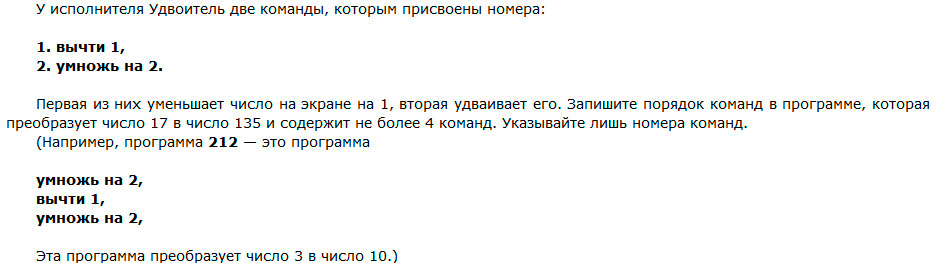 У исполнителя Удвоитель две команды, которым присвоены номера:
1. вычти 1,
2. умножь на 2.
Первая из них уменьшает число на экране на 1, вторая удваивает его. Запишите порядок команд в программе, которая
преобразует число 17 в число 135 и содержит не более 4 команд. Указывайте лишь номера команд.
(Например, программа 212 — это программа
умножь на 2,
вычти 1,
умножь на 2,
Эта программа преобразует число 3 в число 10.)